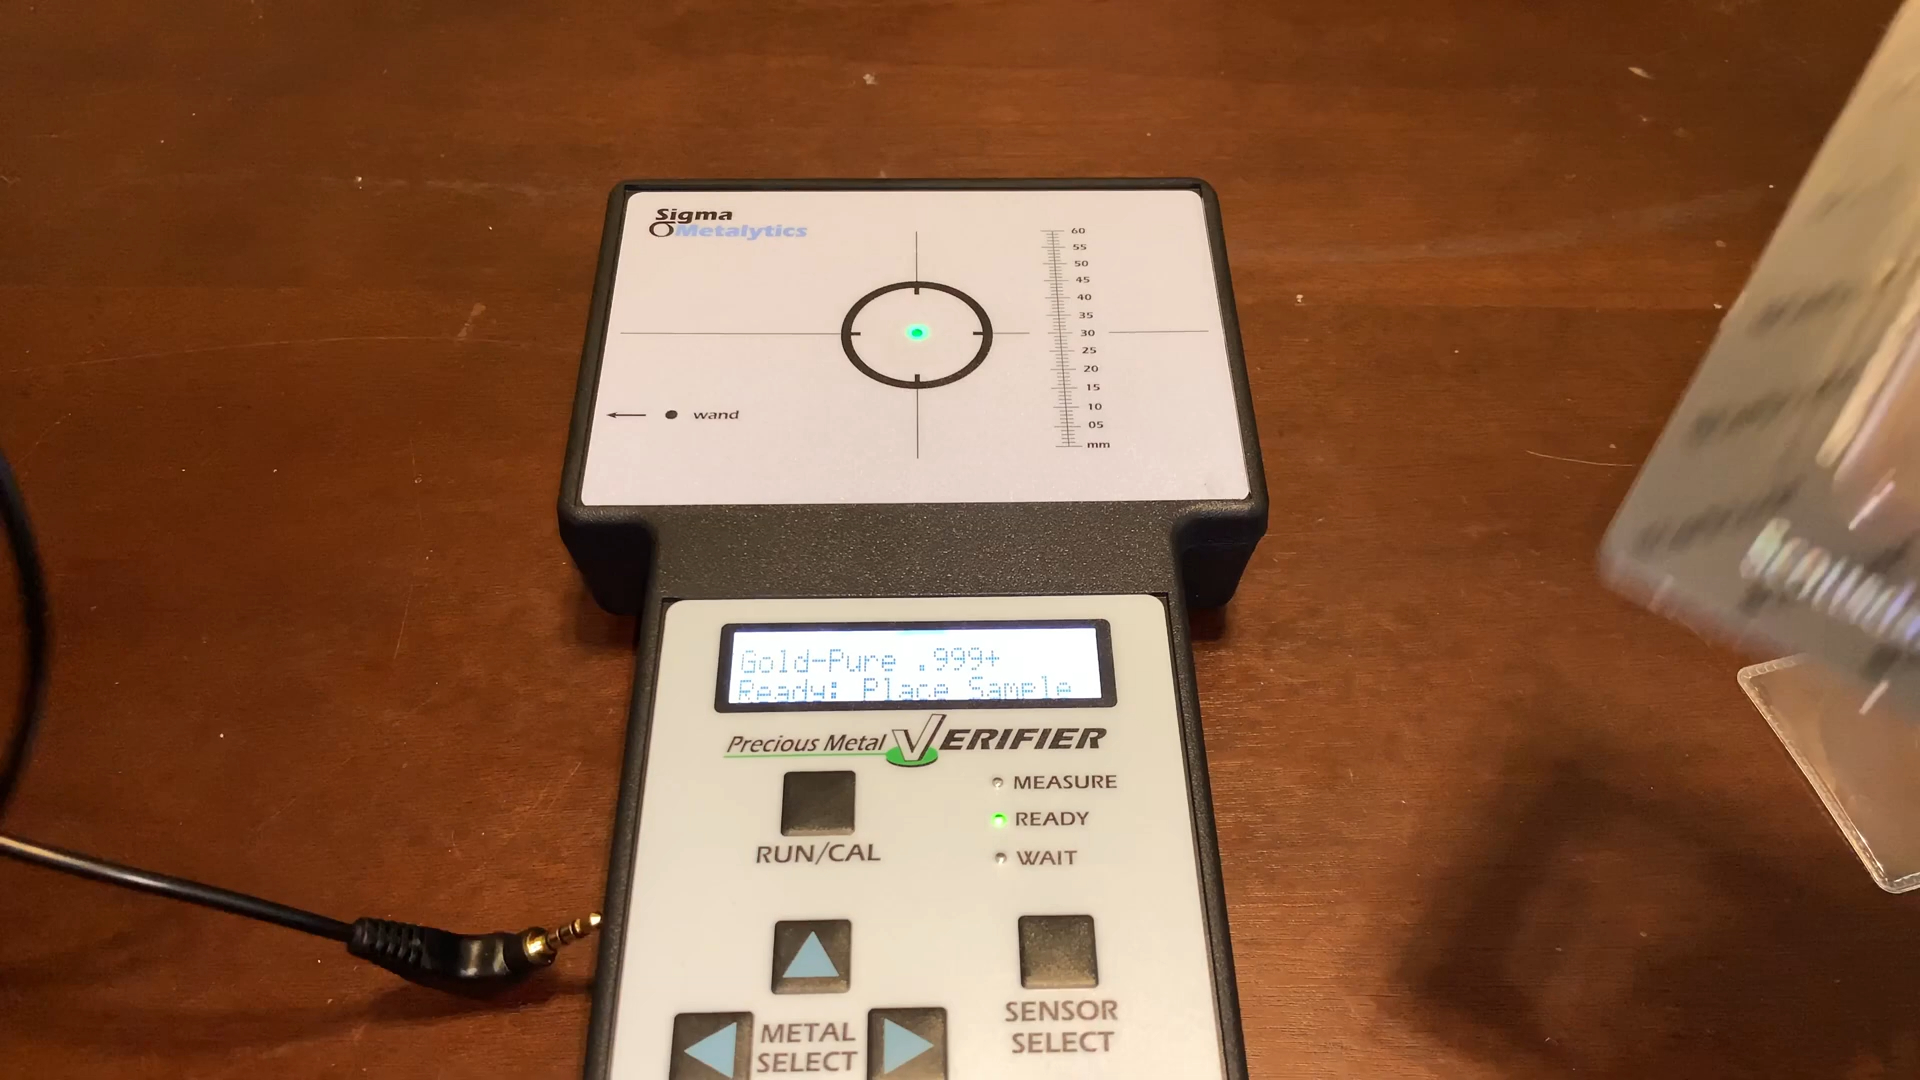 Sigma
Metalytics
60
55
50
45
40
35
30
25
20
15
10
05
mm
wand
Gold-Pure .999+
Ready: Place Sample
Precious Metal VERIFIER
MEASURE
READY
WAIT
RUN/CAL
SENSOR
SELECT
METAL
SELECT